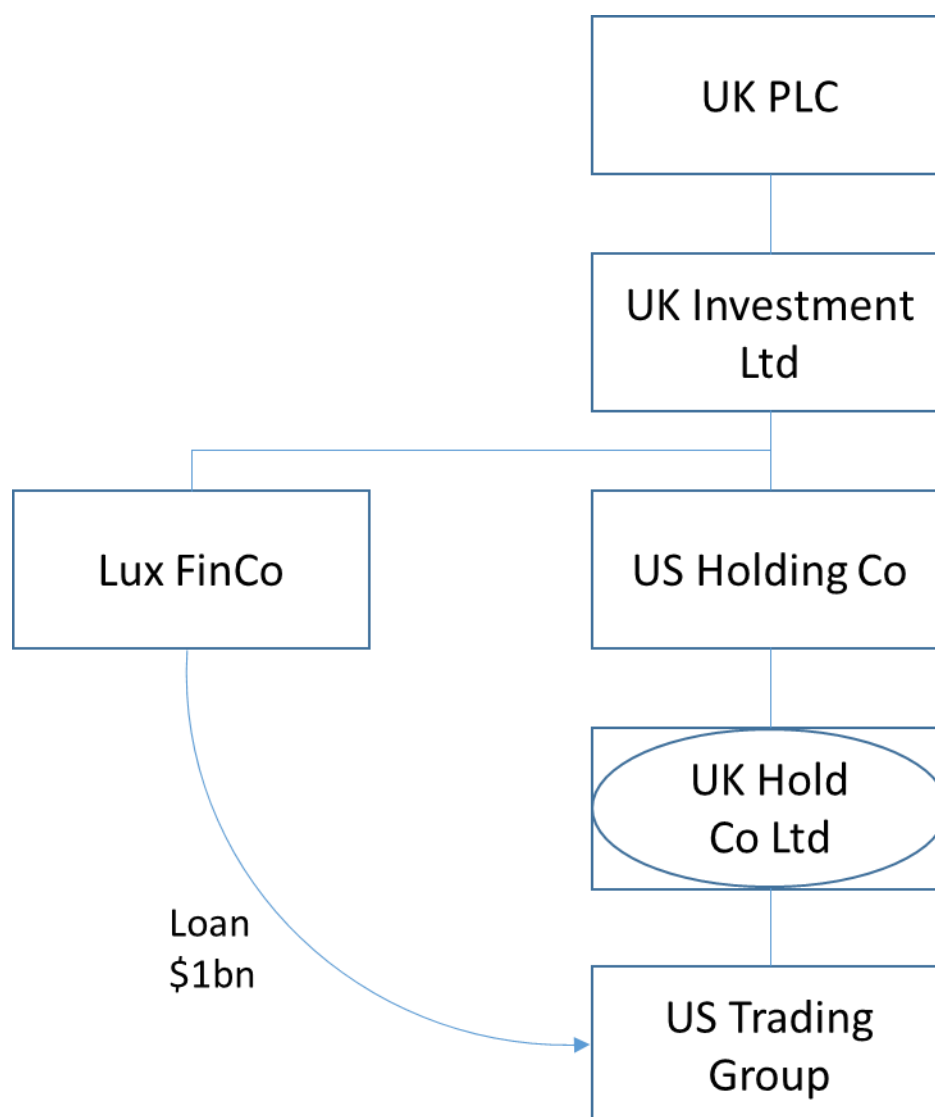 UK PLC
UK Investment
Ltd
Lux FinCo
US Holding Co
UK Hold
Co Ltd
Loan
$1bn
US Trading
Group